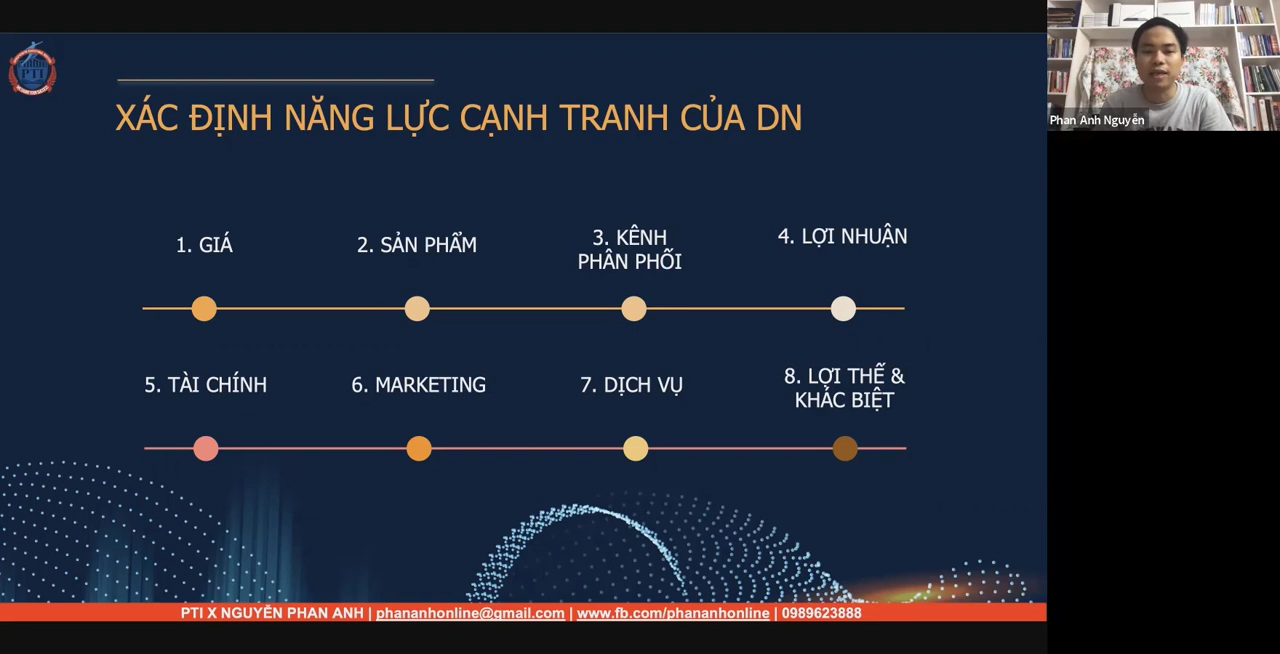 PTI
XÁC ĐỊNH NĂNG LỰC CẠNH TRANH CỦA DN
1. GIÁ
2. SẢN PHẨM
3. KÊNH
PHÂN PHỐI
4. LỢI NHUẬN
5. TÀI CHÍNH
6. MARKETING
7. DỊCH VỤ
8. LỢI THẾ &
KHÁC BIỆT
PTI X NGUYỄN PHAN ANH | phananhonline@gmail.com | www.fb.com/phananhonline | 0989623888
Phan Anh Nguyễn